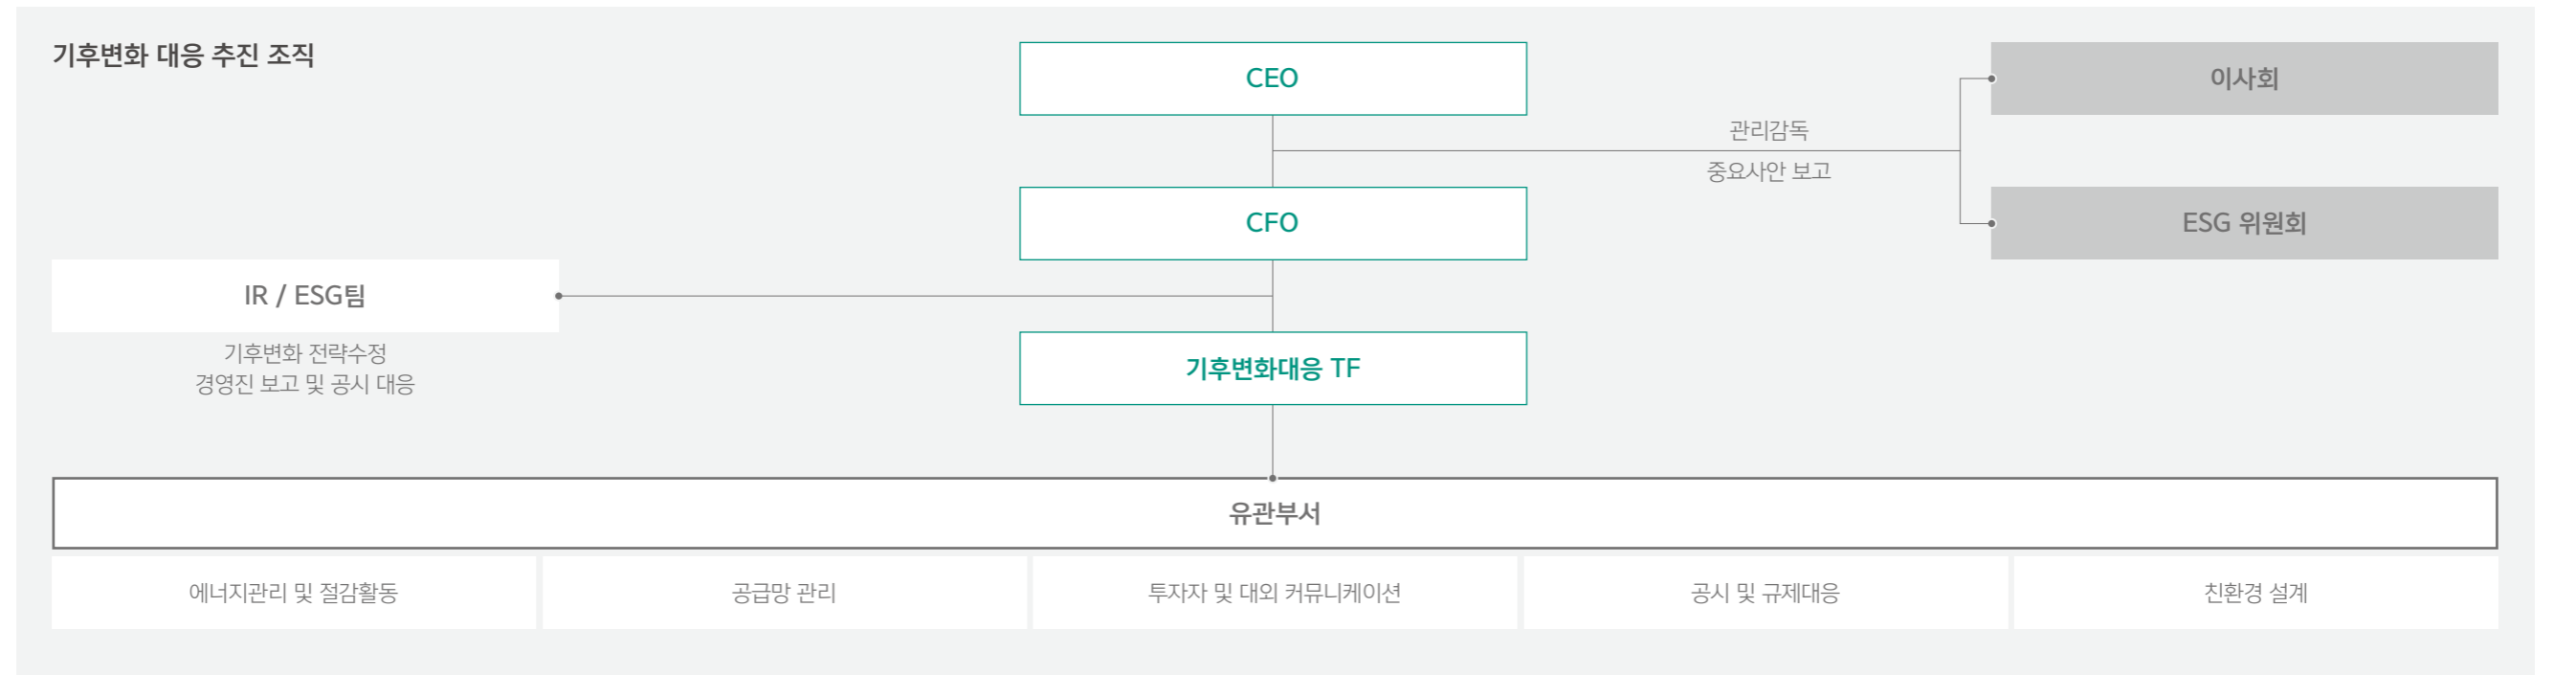 기후변화 대응 추진 조직
CEO
이사회
관리감독
중요사안 보고
CFO
ESG 위원회
IR / ESG팀
기후변화 전략수정
경영진 보고 및 공시 대응
기후변화대응 TF
유관부서
에너지관리 및 절감활동
공급망 관리
투자자 및 대외 커뮤니케이션
공시 및 규제대응
친환경 설계